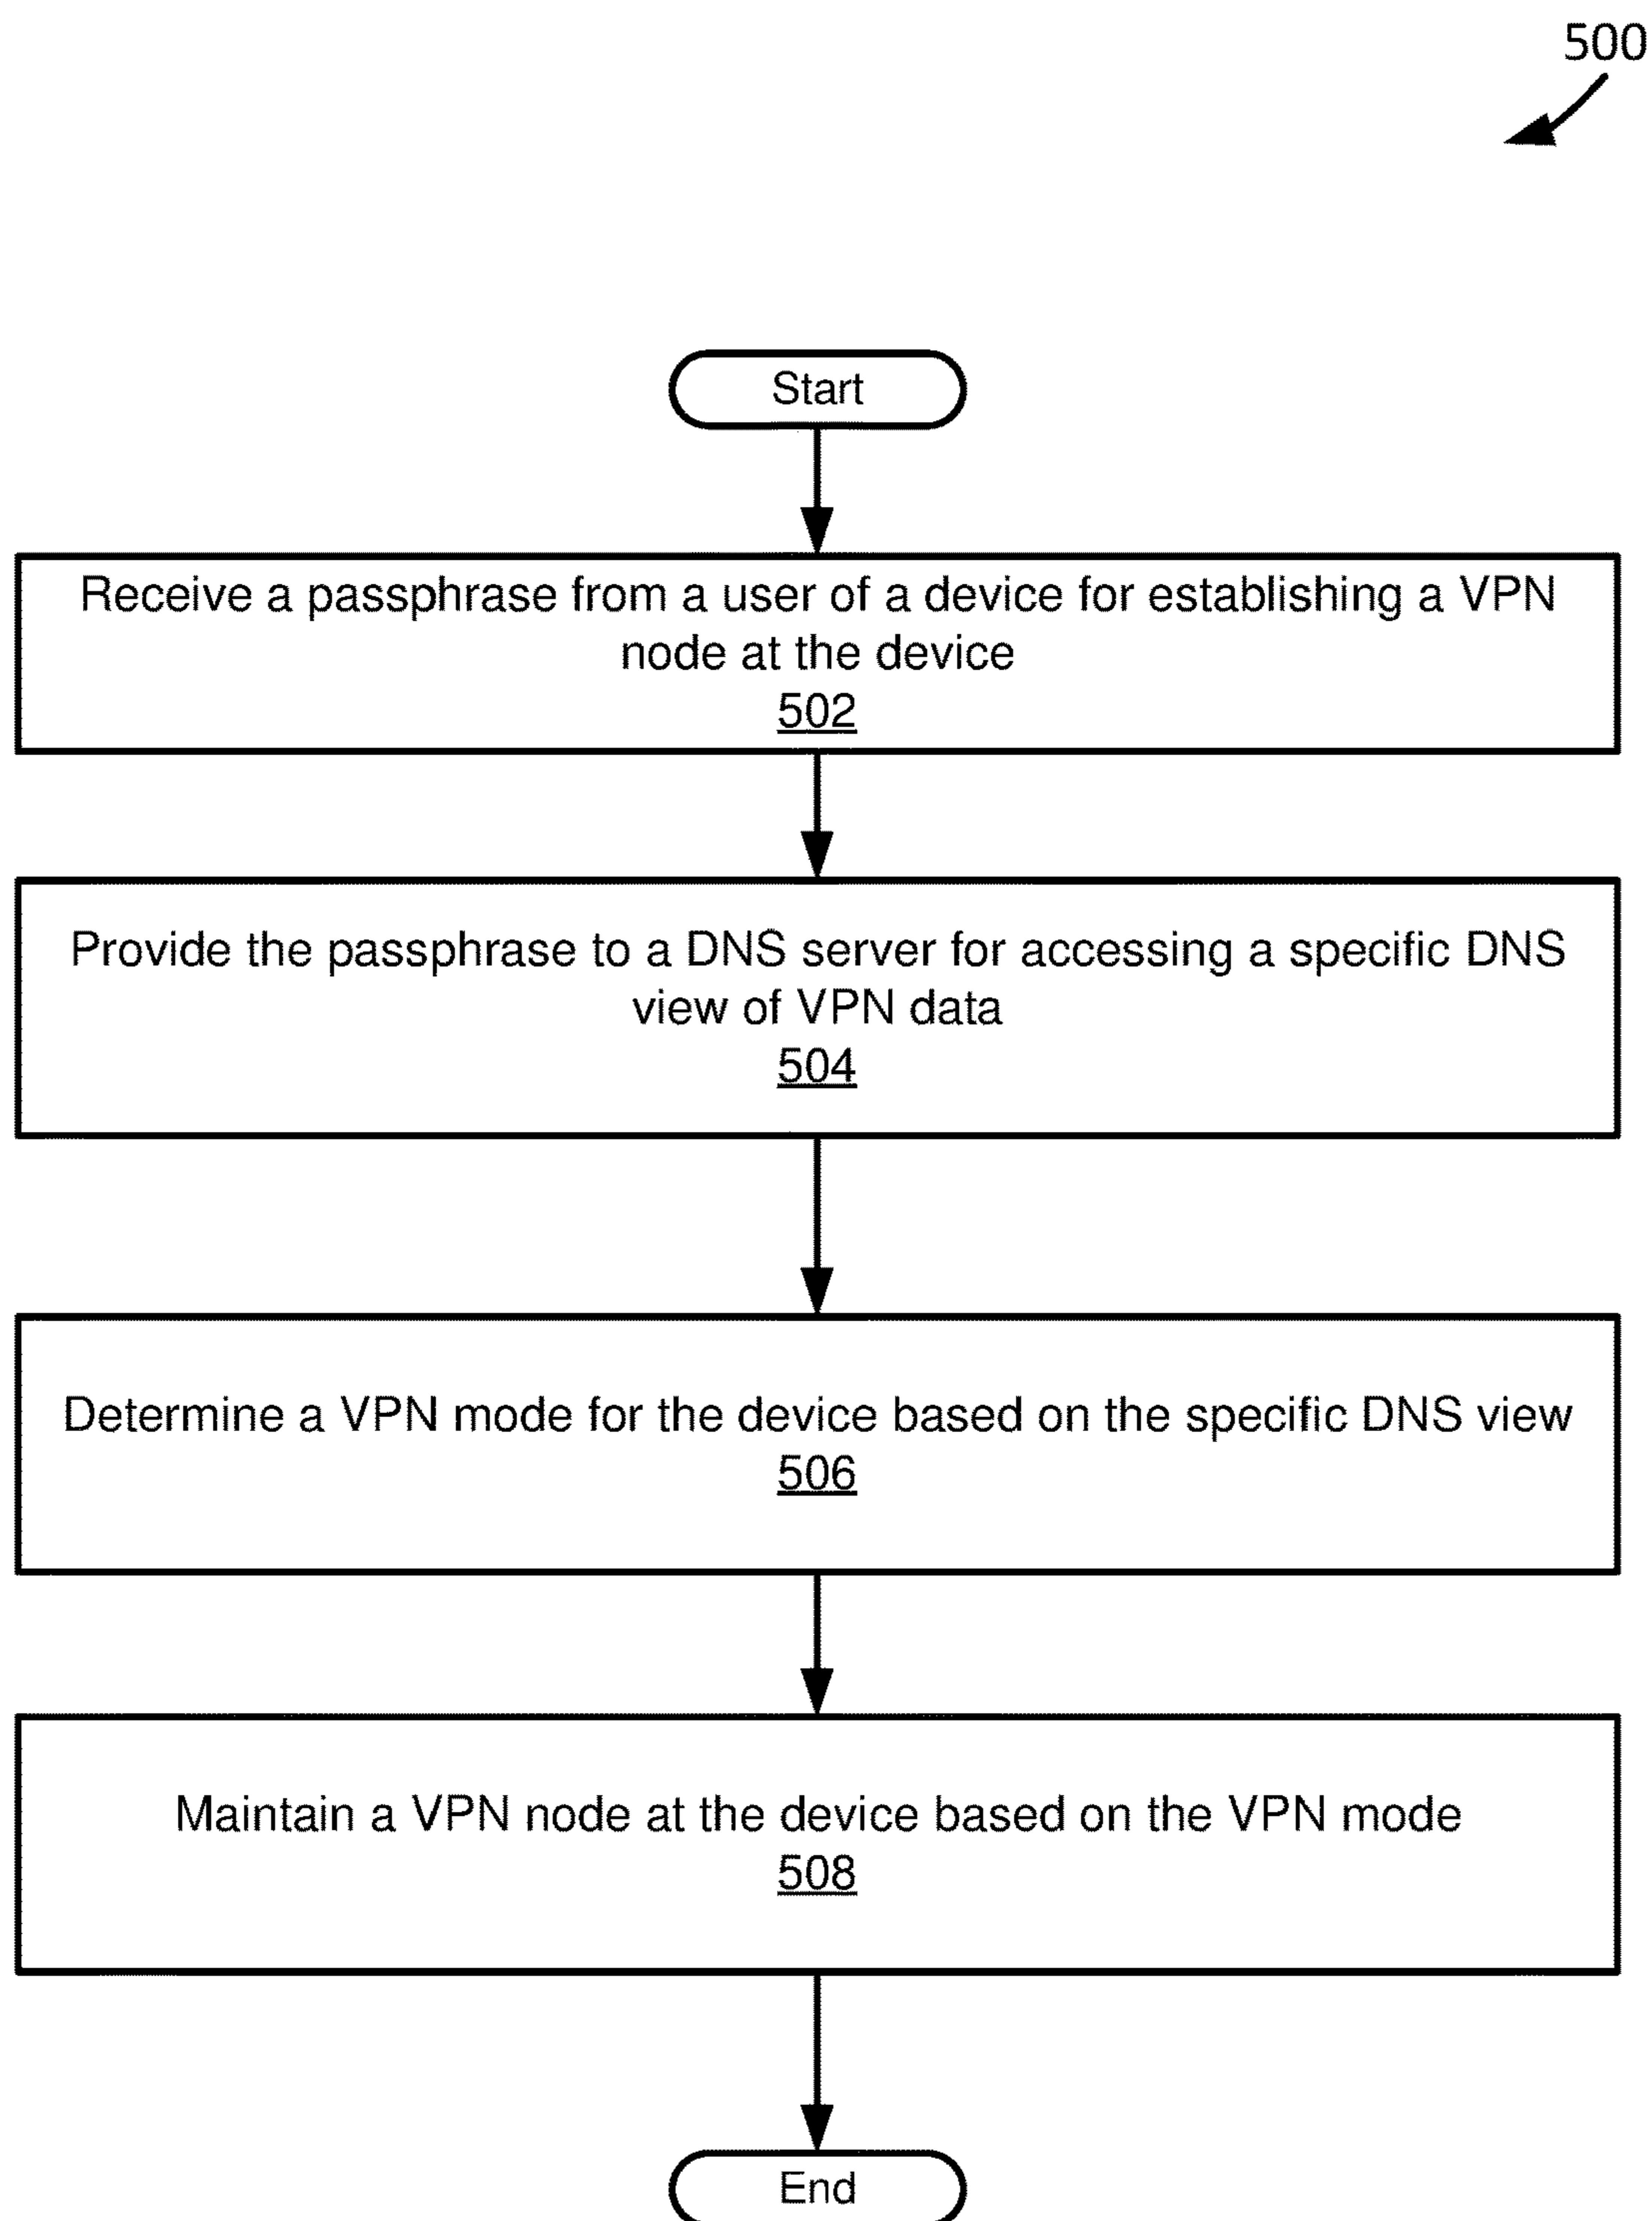 500
Start
Receive a passphrase from a user of a device for establishing a VPN
node at the device
502
Provide the passphrase to a DNS server for accessing a specific DNS
view of VPN data
504
Determine a VPN mode for the device based on the specific DNS view
506
Maintain a VPN node at the device based on the VPN mode
508
End